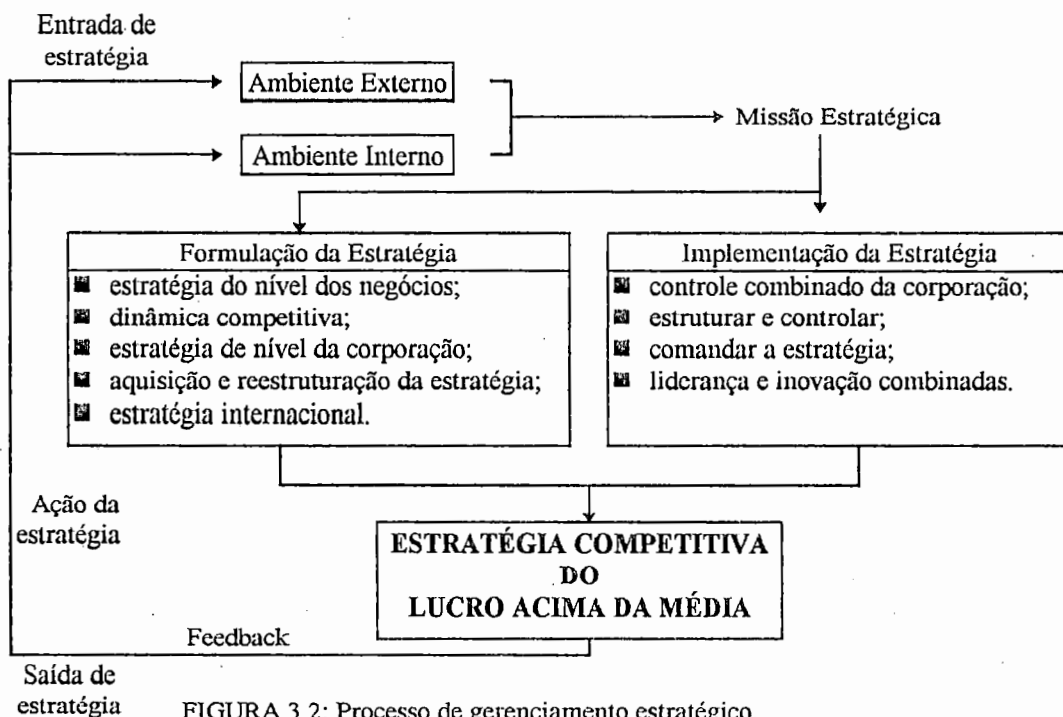 Entrada de
estratégia
Ambiente Externo
Ambiente Interno
Missão Estratégica
Formulação da Estratégia
estratégia do nível dos negócios;
dinâmica competitiva;
estratégia de nível da corporação;
aquisição e reestruturação da estratégia;
estratégia internacional.
Implementação da Estratégia
controle combinado da corporação;
estruturar e controlar;
comandar a estratégia;
liderança e inovação combinadas.
Ação da
estratégia
ESTRATÉGIA COMPETITIVA
DO
LUCRO ACIMA DA MÉDIA
Feedback
Saída de
estratégia
FIGURA 3.2: Processo de gerenciamento estratégico